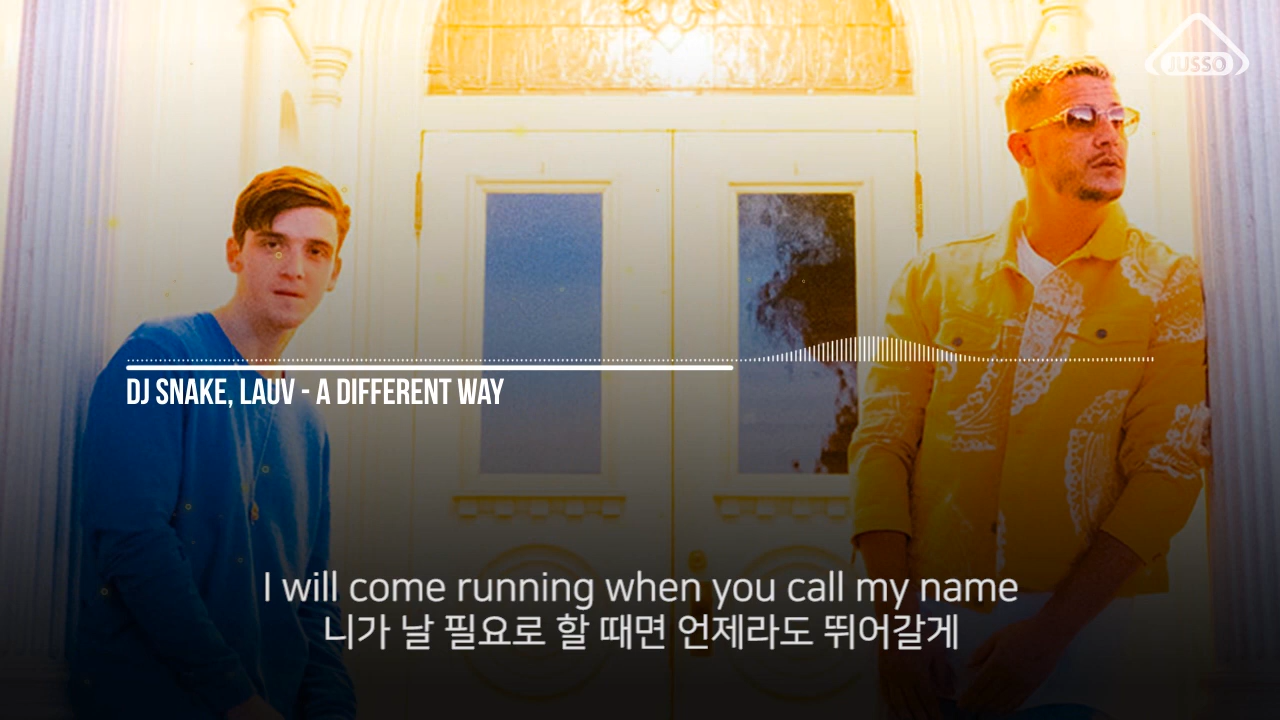 JUSSO
DJ SNAKE, LAUV - A DIFFERENT WAY
I will come running when you call my name
니가 날 필요로 할 때면 언제라도 뛰어갈게